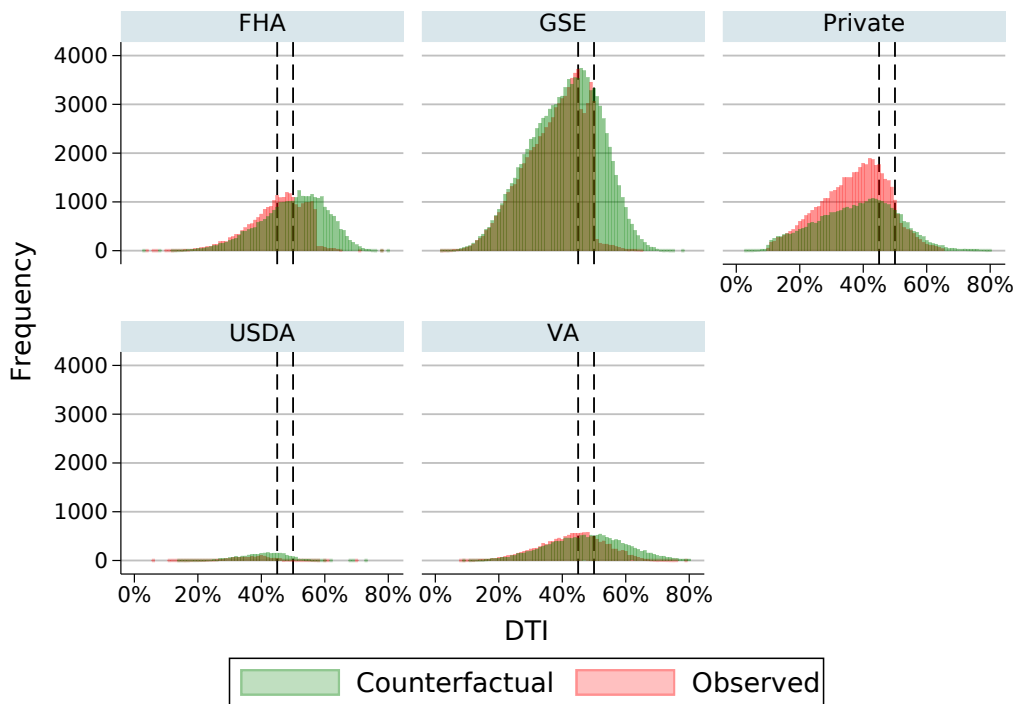 FHA GSE Private
4000
3000
2000
1000
0
0% 20% 40% 60% 80%
USDA VA
4000
3000
2000
1000
0
0% 20% 40% 60% 80% 0% 20% 40% 60% 80%
Frequency
DTI
Counterfactual Observed